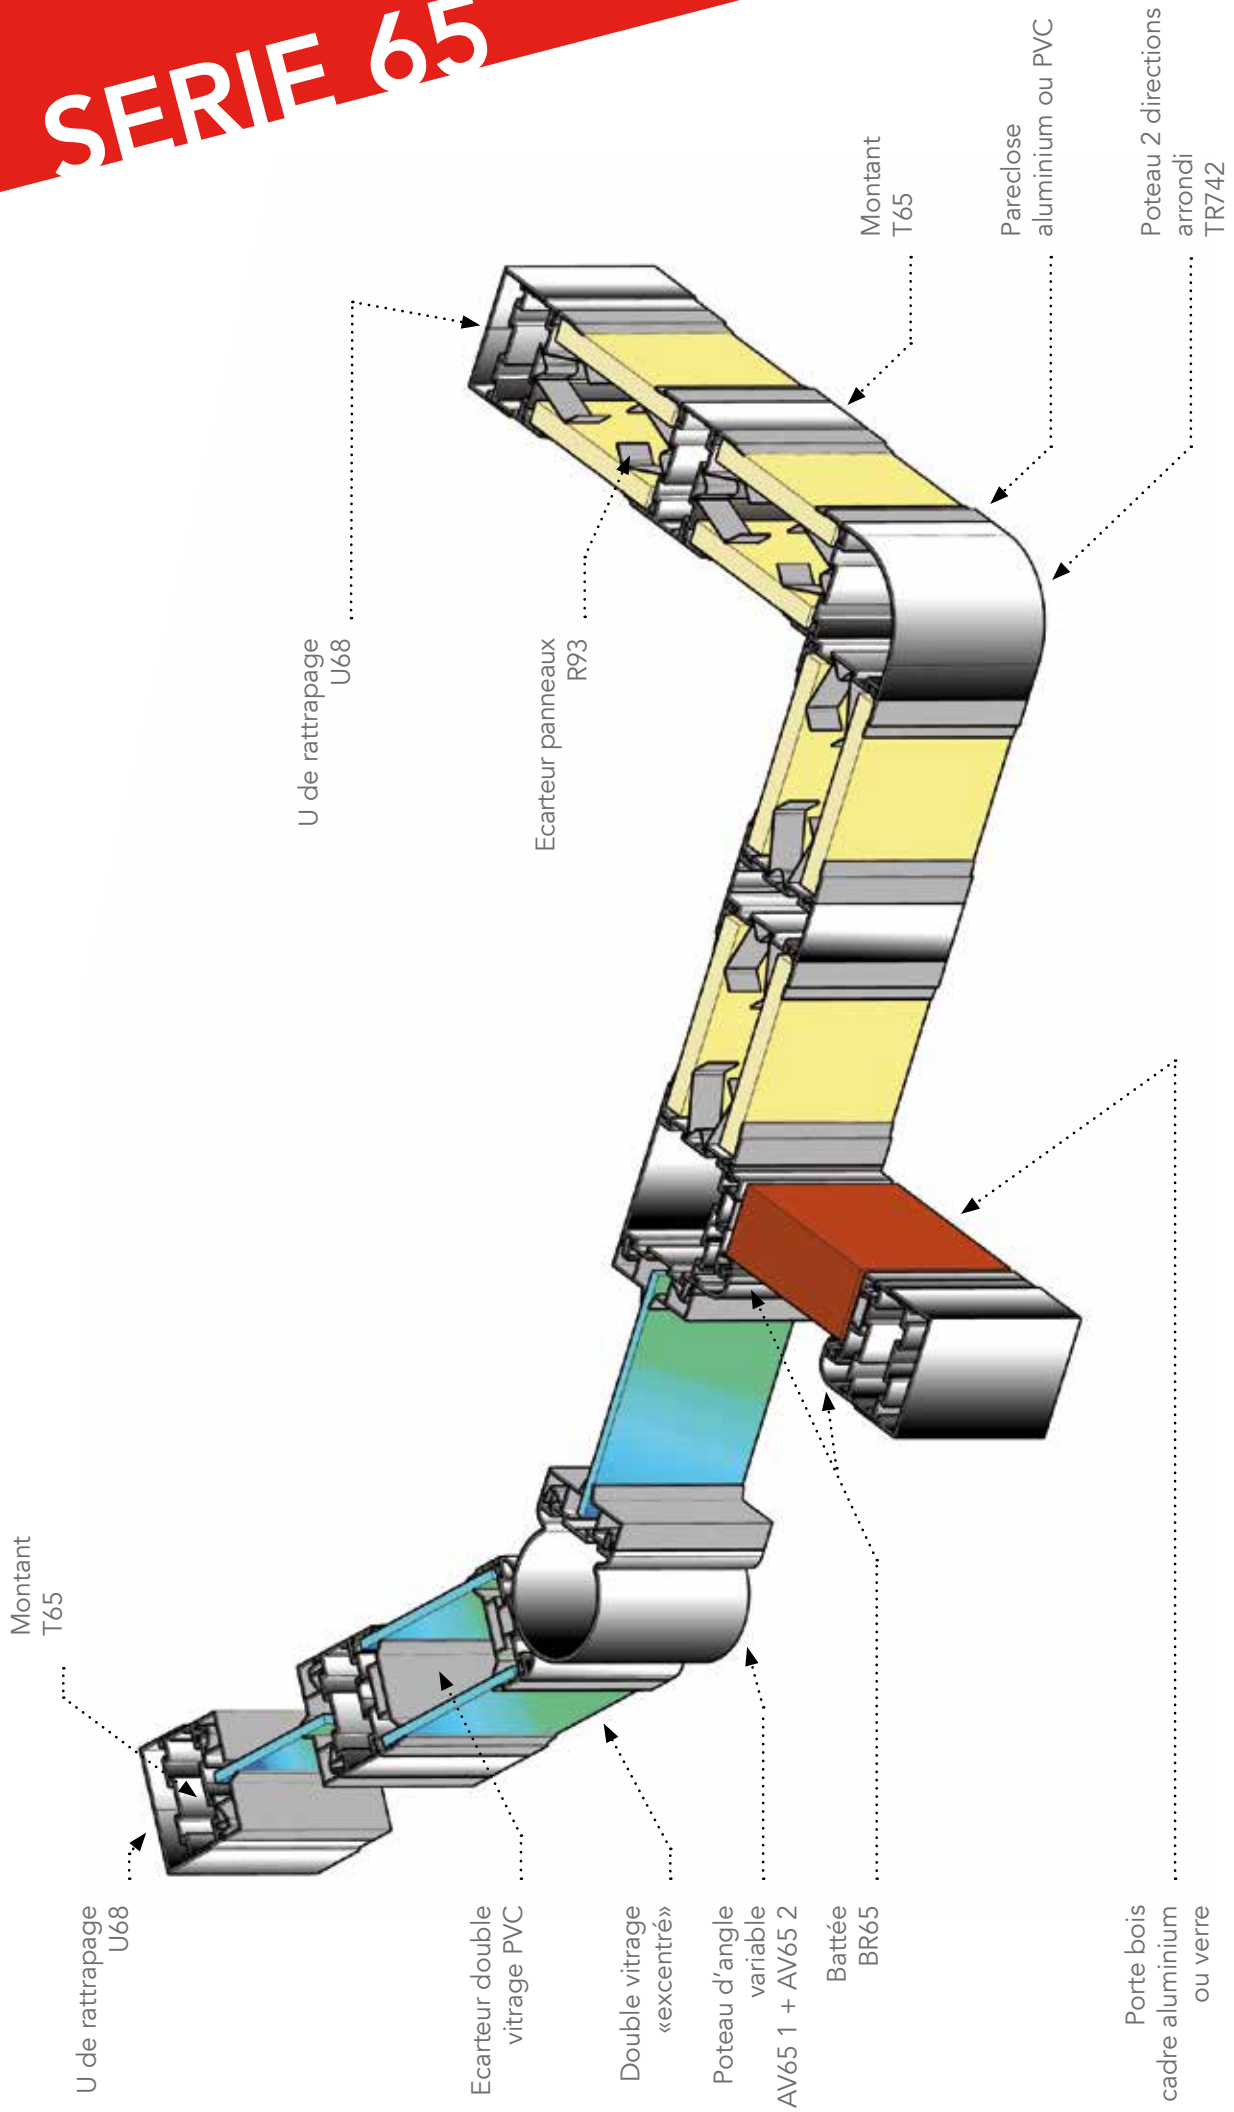 SERIE 65
Montant
T65
U de rattrapage
U68
Ecarteur panneaux
R93
Montant
T65
Pareclose
aluminium ou PVC
Poteau 2 directions
arrondi
TR742
U de rattrapage
U68
Ecarteur double
vitrage PVC
Double vitrage
«excentré»
Poteau d'angle
variable
AV65 1 + AV65 2
Battée
BR65
Porte bois
cadre aluminium
ou verre